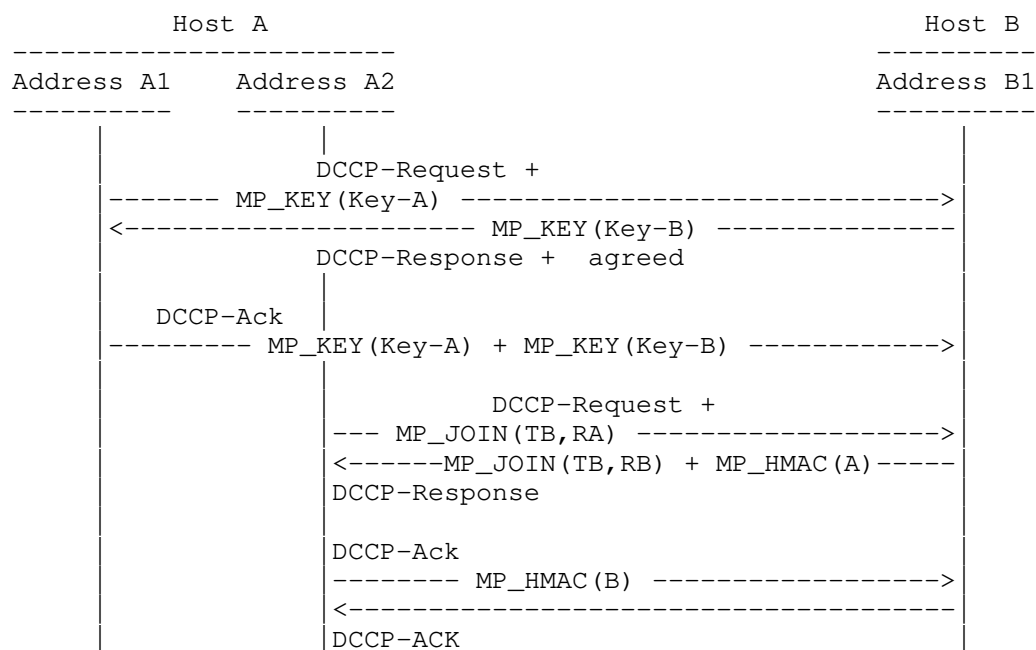 Host A Host B
------------------------ ----------
Address A1 Address A2 Address B1
---------- ---------- ----------
| | |
| DCCP-Request + |
|------- MP_KEY(Key-A) ------------------------------>|
|<---------------------- MP_KEY(Key-B) ---------------|
| DCCP-Response + agreed |
| | |
| DCCP-Ack | |
|--------- MP_KEY(Key-A) + MP_KEY(Key-B) ------------>|
| | |
| | DCCP-Request + |
| |--- MP_JOIN(TB,RA) ------------------->|
| |<------MP_JOIN(TB,RB) + MP_HMAC(A)-----|
| |DCCP-Response |
| | |
| |DCCP-Ack |
| |-------- MP_HMAC(B) ------------------>|
| |<--------------------------------------|
| |DCCP-ACK |